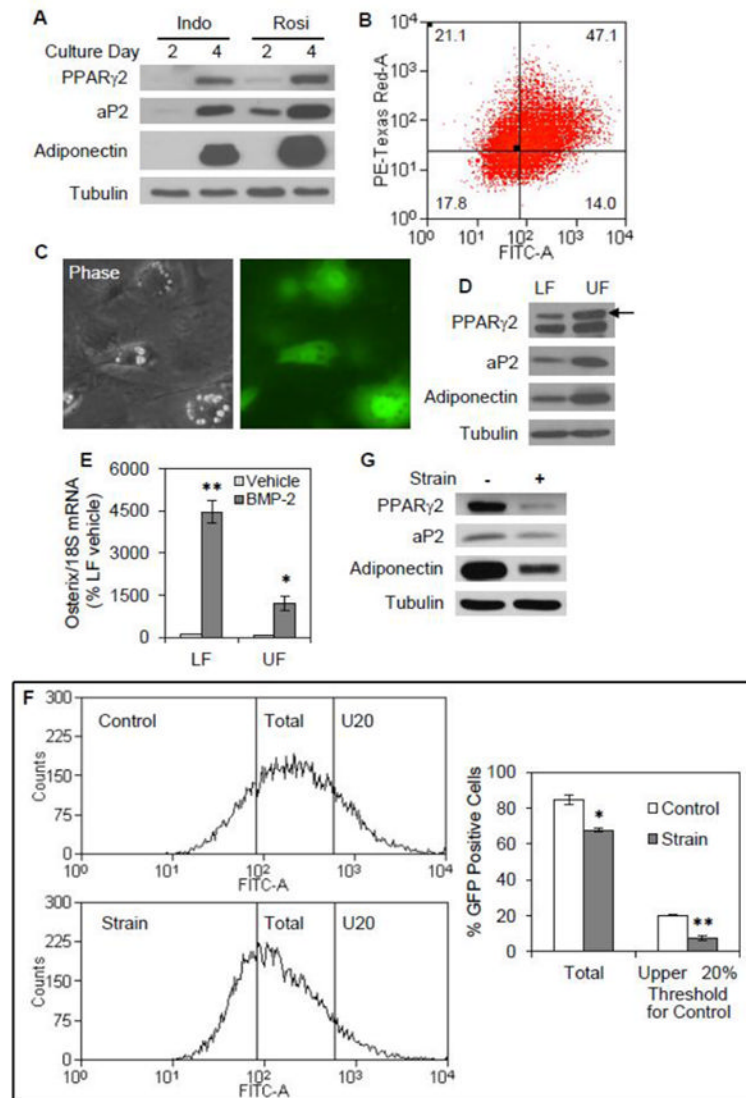 A
Indo Rosi
Culture Day 2 4 2 4
PPARγ2
aP2
Adiponectin
Tubulin
B
21.1 47.1
17.8 14.0
PE-Texas Red-A
10⁴
10³
10²
10¹
10⁰
10⁰ 10¹ 10² 10³ 10⁴
FITC-A
C
Phase
D
LF UF
PPARγ2
aP2
Adiponectin
Tubulin
E
Osterix/18S mRNA
(% LF vehicle)
6000
4500
3000
1500
0
Vehicle
BMP-2
**
*
LF UF
G
Strain - +
PPARγ2
aP2
Adiponectin
Tubulin
F
Control Total U20
Counts
300
225
150
75
0
10⁰ 10¹ 10² 10³ 10⁴
FITC-A
Strain Total U20
Counts
300
225
150
75
0
10⁰ 10¹ 10² 10³ 10⁴
FITC-A
% GFP Positive Cells
100
80
60
40
20
0
Control
Strain
*
**
Total Upper 20%
Threshold
for Control